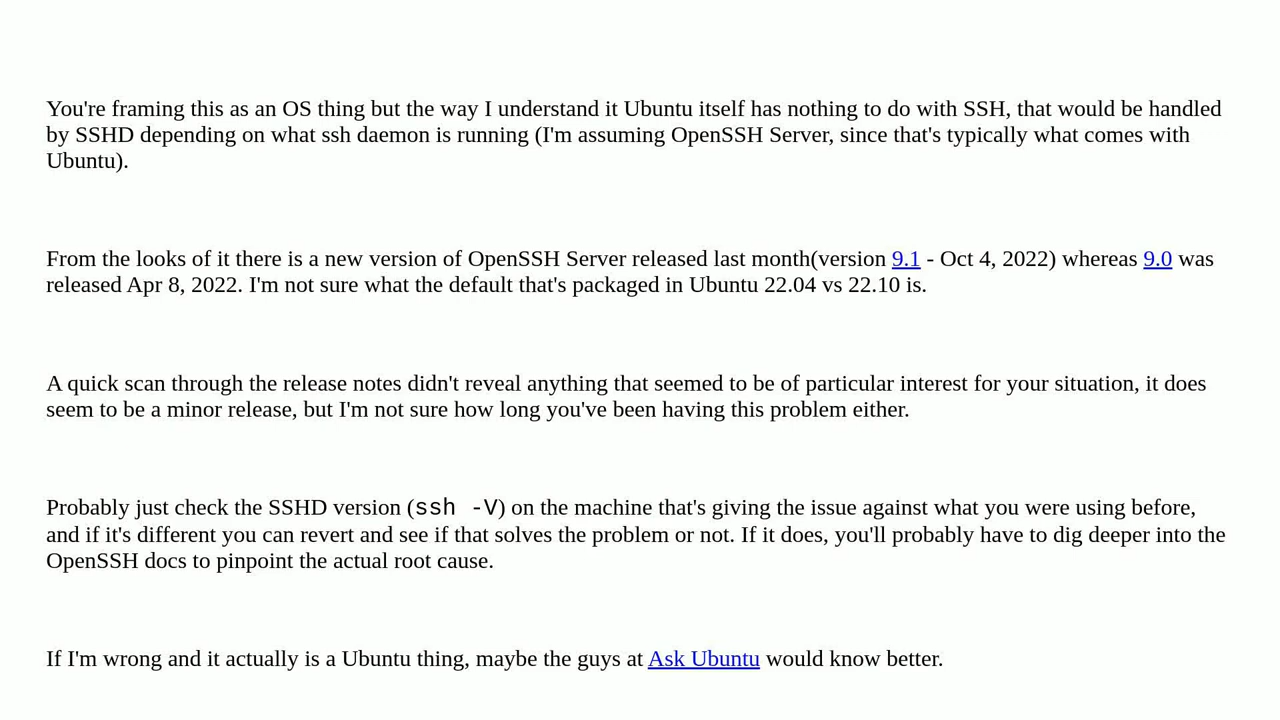 You're framing this as an OS thing but the way I understand it Ubuntu itself has nothing to do with SSH, that would be handled
by SSHD depending on what ssh daemon is running (I'm assuming OpenSSH Server, since that's typically what comes with
Ubuntu).
From the looks of it there is a new version of OpenSSH Server released last month(version 9.1 - Oct 4, 2022) whereas 9.0 was
released Apr 8, 2022. I'm not sure what the default that's packaged in Ubuntu 22.04 vs 22.10 is.
A quick scan through the release notes didn't reveal anything that seemed to be of particular interest for your situation, it does
seem to be a minor release, but I'm not sure how long you've been having this problem either.
Probably just check the SSHD version (ssh -V) on the machine that's giving the issue against what you were using before,
and if it's different you can revert and see if that solves the problem or not. If it does, you'll probably have to dig deeper into the
OpenSSH docs to pinpoint the actual root cause.
If I'm wrong and it actually is a Ubuntu thing, maybe the guys at Ask Ubuntu would know better.